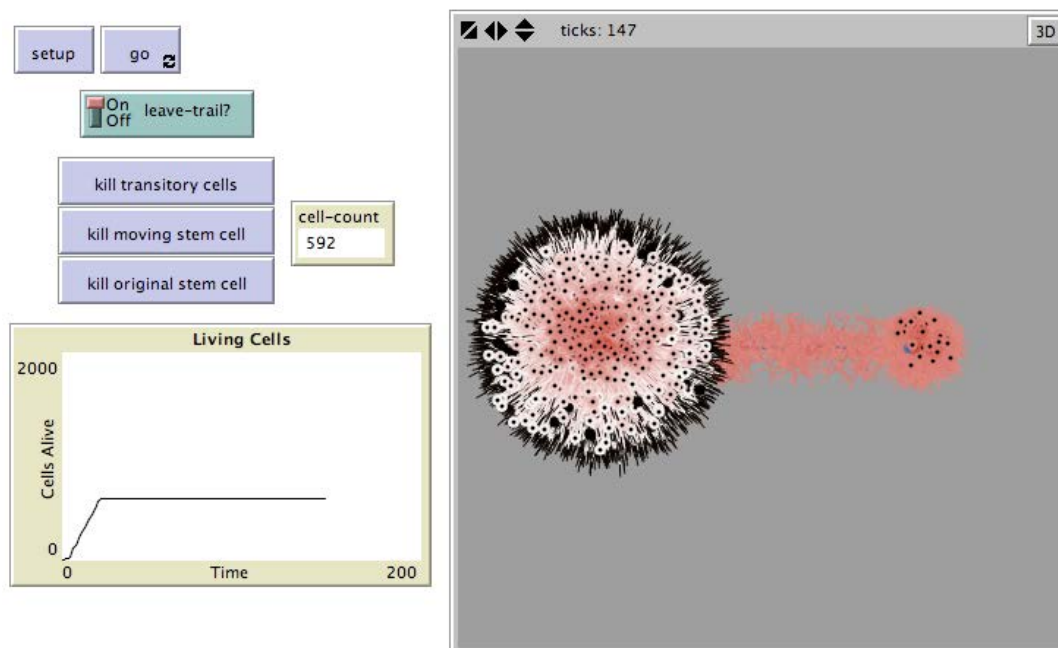 setup
go
ticks: 147
3D
On
Off
leave-trail?
kill transitory cells
kill moving stem cell
kill original stem cell
cell-count
592
Living Cells
2000
Cells Alive
0
0
Time
200